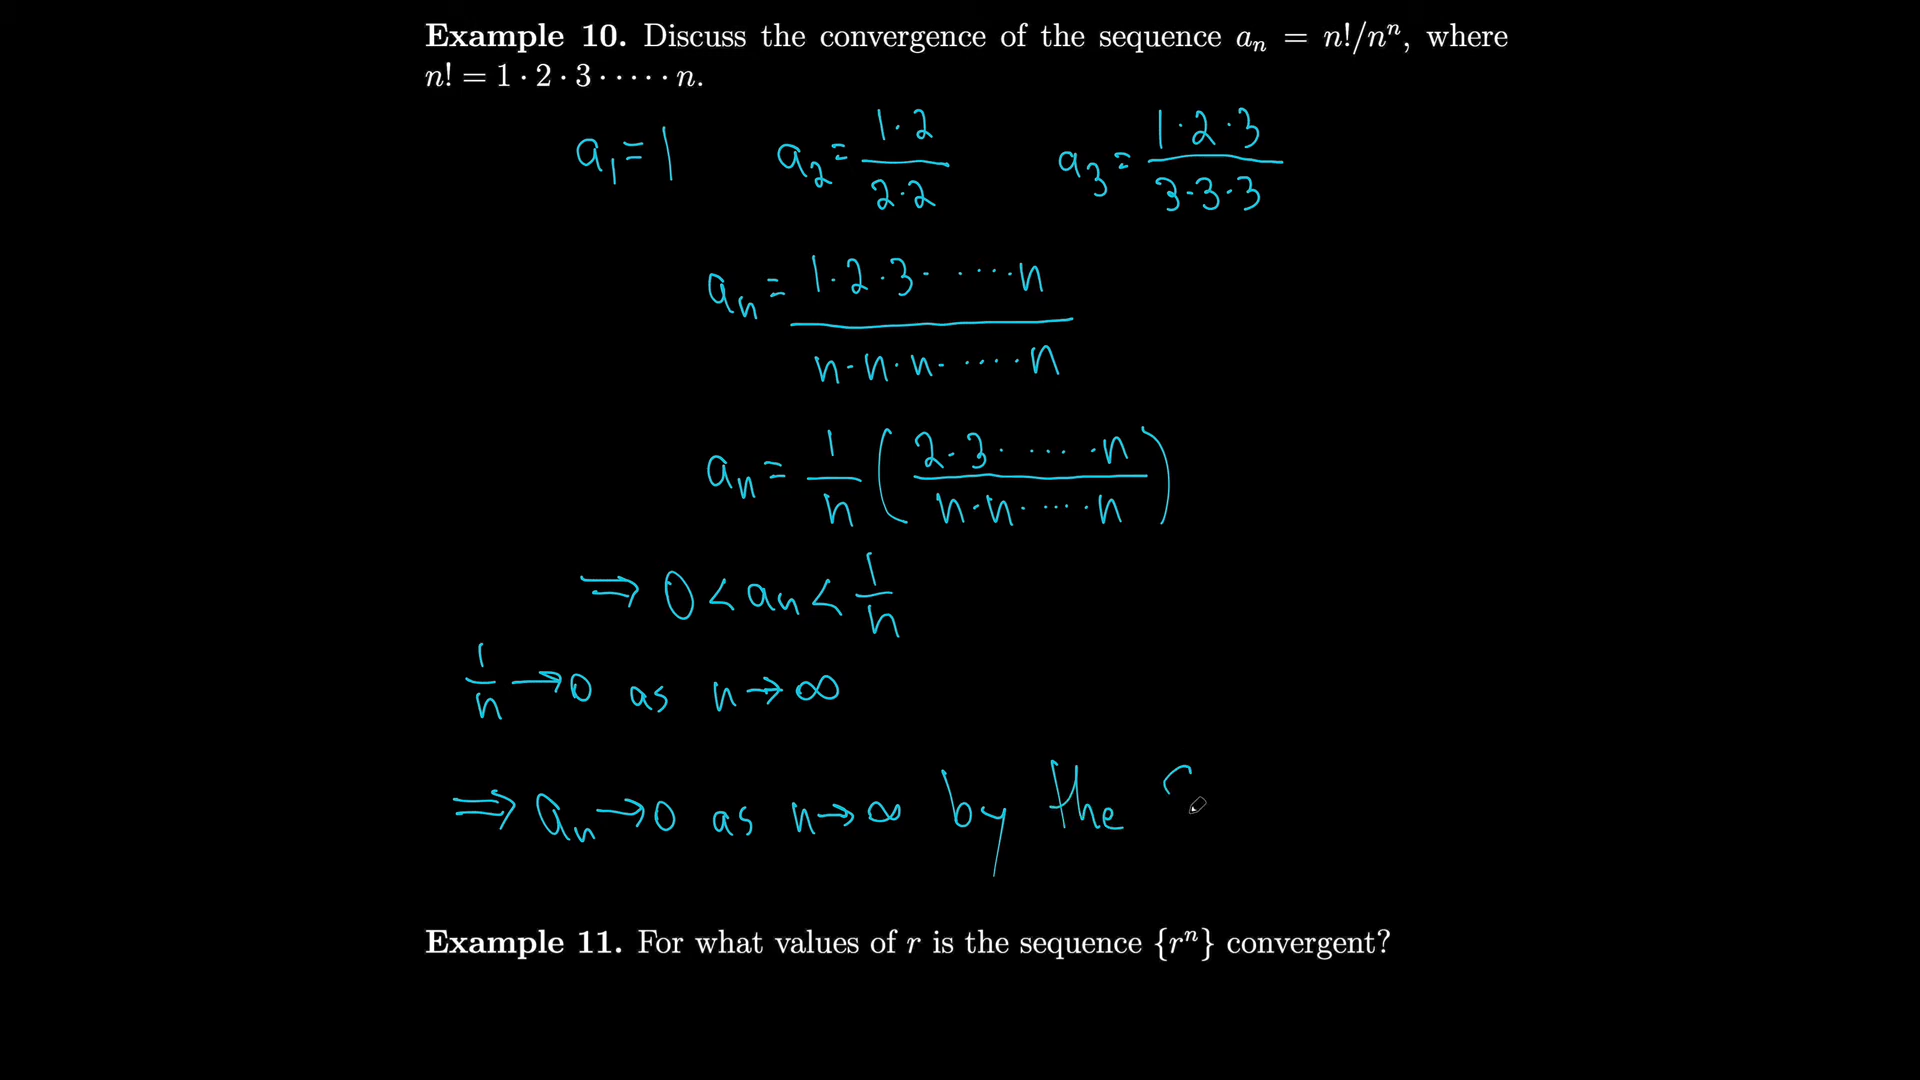 Example 10. Discuss the convergence of the sequence aₙ = n!/nⁿ, where
n! = 1 · 2 · 3 · · · · · n.
a₁ = 1 a₂ = (1·2)/(2·2) a₃ = (1·2·3)/(3·3·3)
aₙ = (1·2·3· ····· n)/(n·n·n· ····· n)
aₙ = 1/n ( (2·3· ···· n)/(n·n· ···· n) )
⇒ 0 < aₙ < 1/n
1/n → 0 as n → ∞
⇒ aₙ → 0 as n → ∞ by the
Example 11. For what values of r is the sequence {rⁿ} convergent?